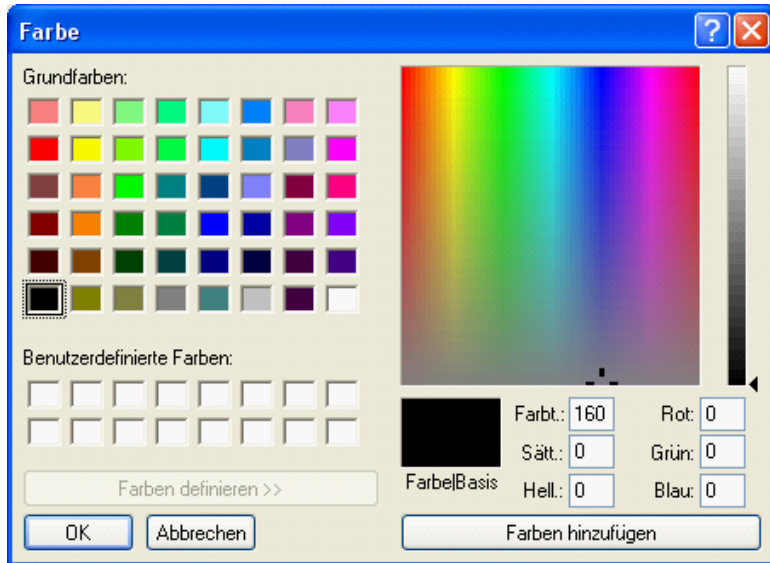 Farbe
Grundfarben:
Benutzerdefinierte Farben:
Farben definieren >>
OK
Abbrechen
Farbe|Basis
Farbt.: 160
Sätt.: 0
Hell.: 0
Rot: 0
Grün: 0
Blau: 0
Farben hinzufügen